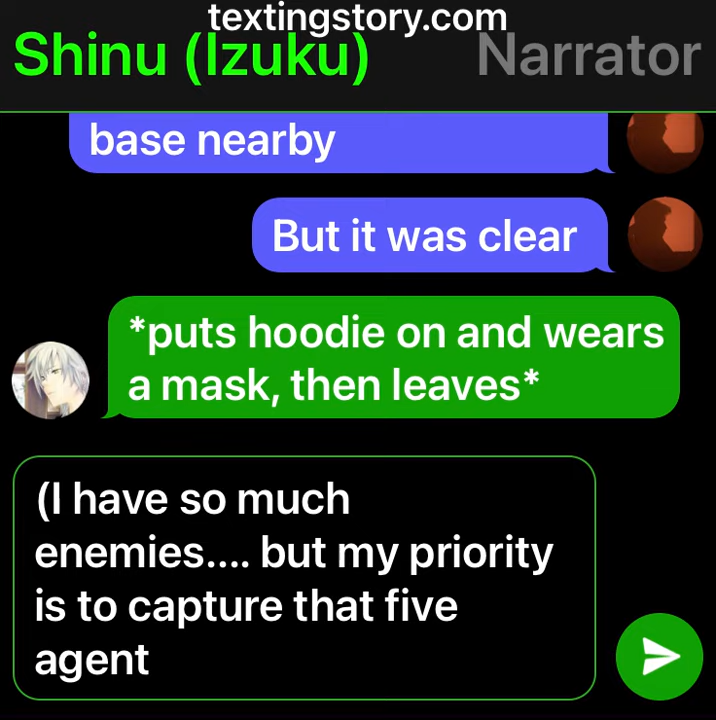 textingstory.com
Shinu (Izuku) Narrator
base nearby
But it was clear
*puts hoodie on and wears
a mask, then leaves*
(I have so much
enemies.... but my priority
is to capture that five
agent